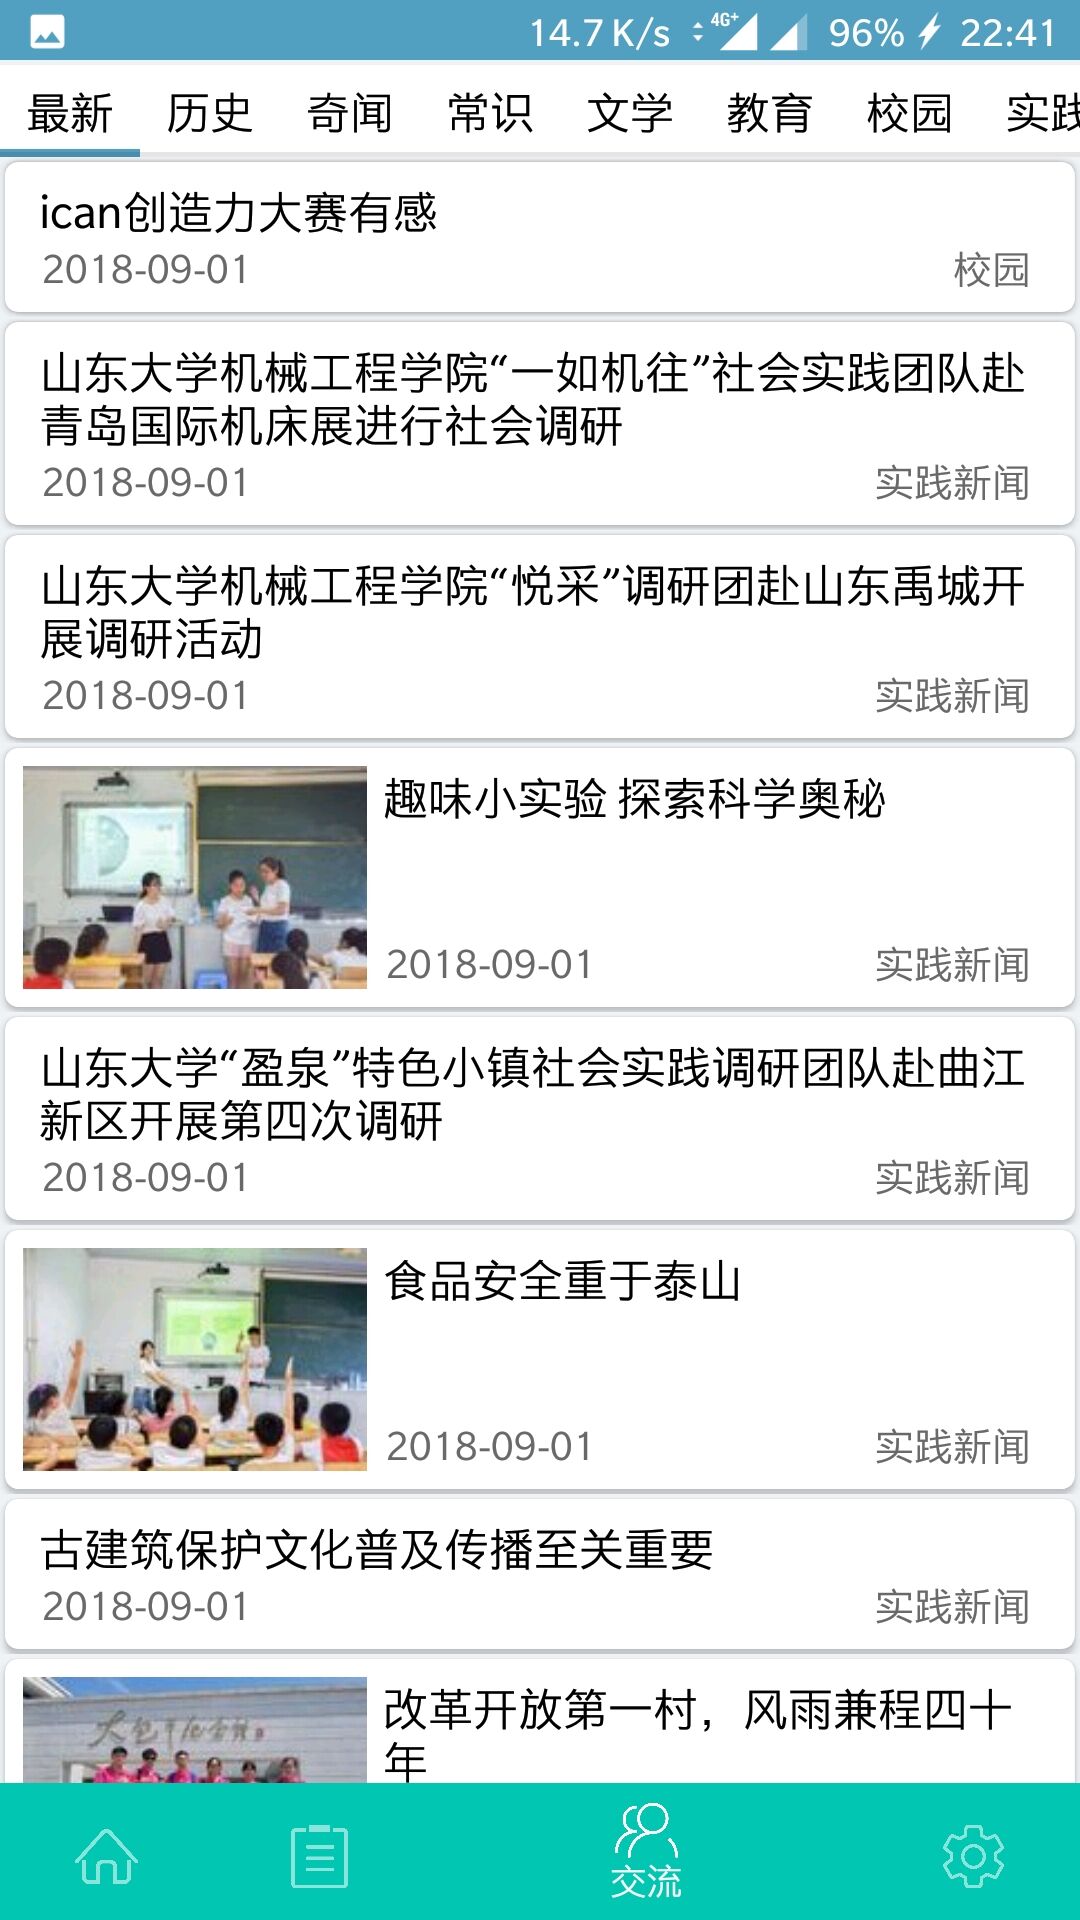 14.7 K/s 4G+ 96% 22:41
最新 历史 奇闻 常识 文学 教育 校园 实践
ican创造力大赛有感
2018-09-01 校园
山东大学机械工程学院“一如机往”社会实践团队赴
青岛国际机床展进行社会调研
2018-09-01 实践新闻
山东大学机械工程学院“悦采”调研团赴山东禹城开
展调研活动
2018-09-01 实践新闻
趣味小实验 探索科学奥秘
2018-09-01 实践新闻
山东大学“盈泉”特色小镇社会实践调研团队赴曲江
新区开展第四次调研
2018-09-01 实践新闻
食品安全重于泰山
2018-09-01 实践新闻
古建筑保护文化普及传播至关重要
2018-09-01 实践新闻
改革开放第一村，风雨兼程四十
年
交流